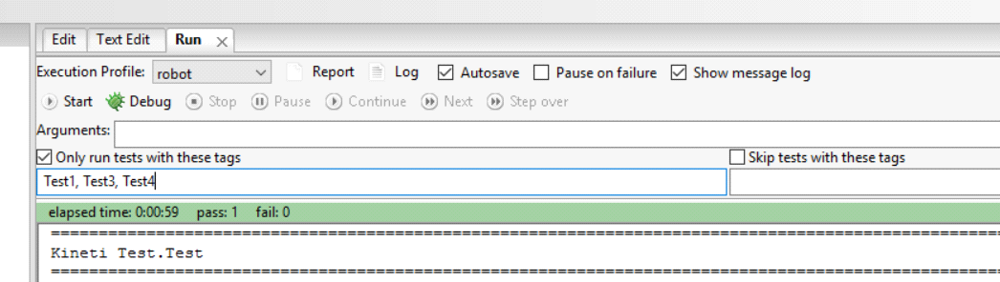 Edit Text Edit Run
Execution Profile: robot Report Log Autosave Pause on failure Show message log
Start Debug Stop Pause Continue Next Step over
Arguments:
Only run tests with these tags Skip tests with these tags
Test1, Test3, Test4
elapsed time: 0:00:59 pass: 1 fail: 0
==============================================================================
Kineti Test.Test
==============================================================================